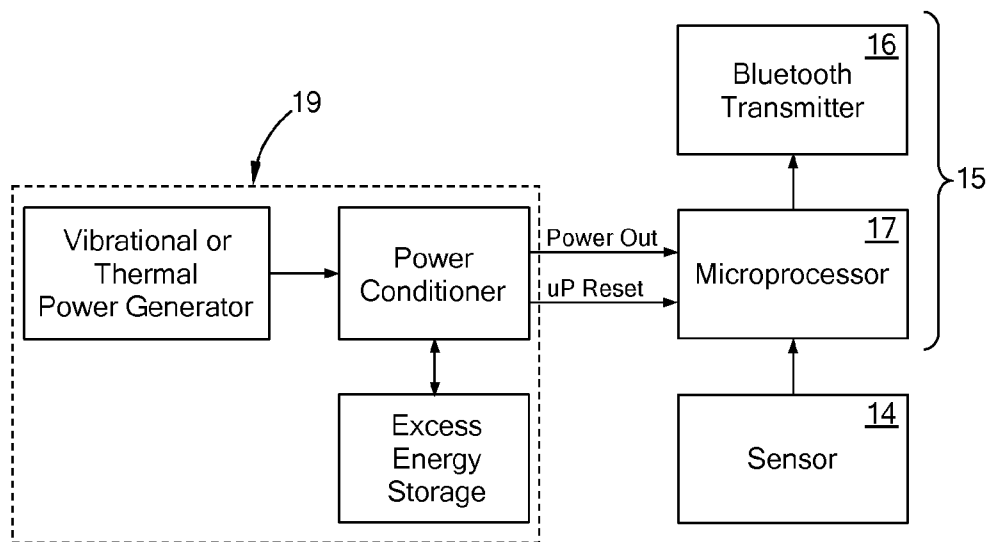 16
Bluetooth
Transmitter
19
15
Vibrational or
Thermal
Power Generator
Power
Conditioner
Power Out
uP Reset
17
Microprocessor
Excess
Energy
Storage
14
Sensor